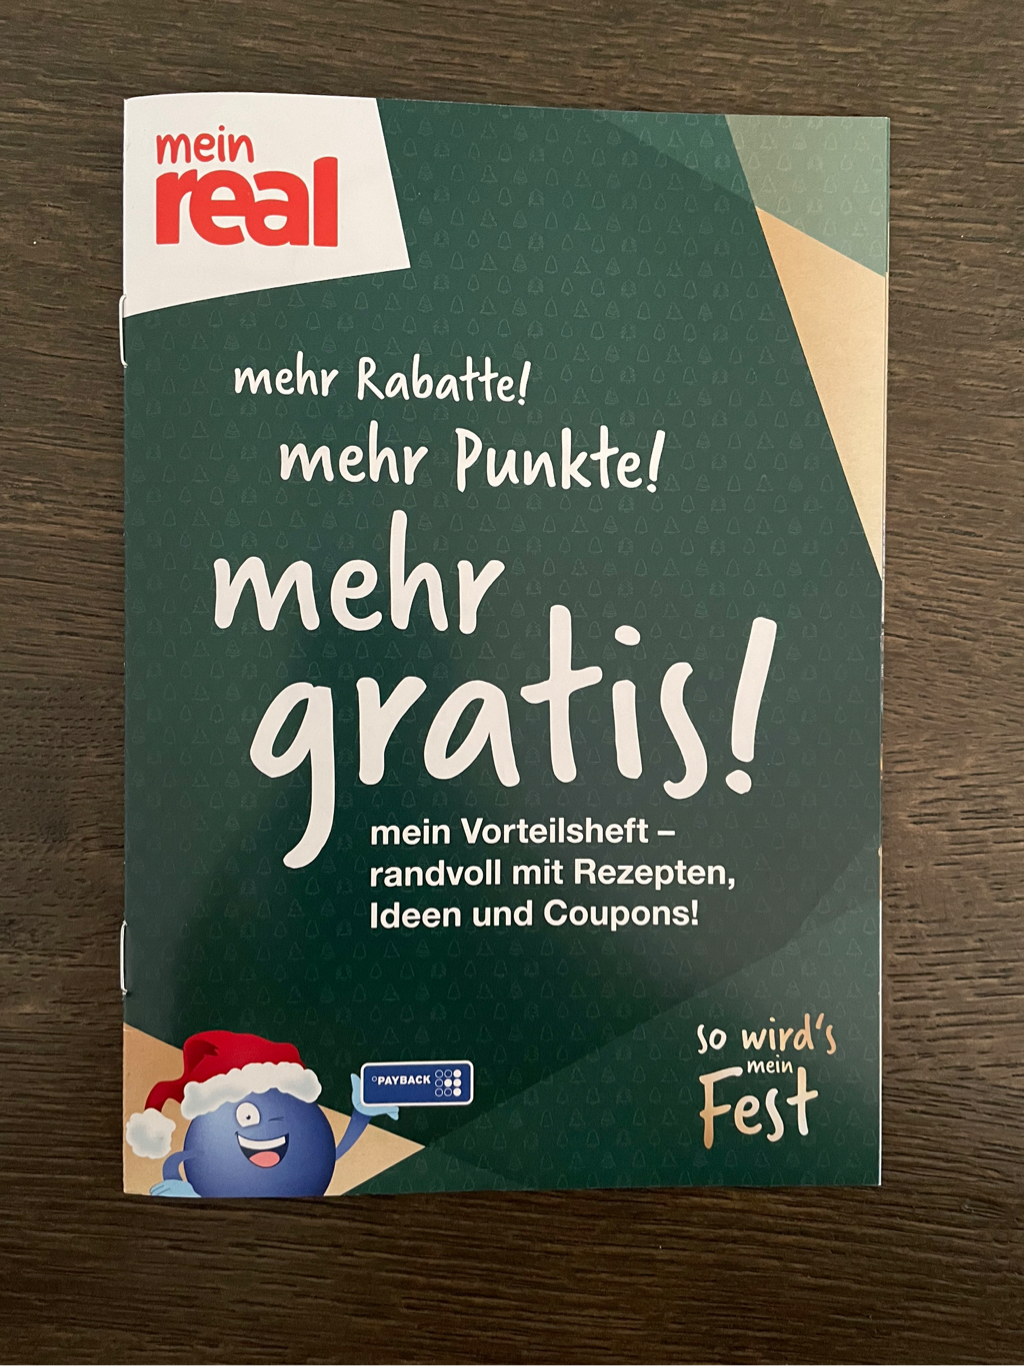 mein
real
mehr Rabatte!
mehr Punkte!
mehr
gratis!
mein Vorteilsheft –
randvoll mit Rezepten,
Ideen und Coupons!
so wird's
mein
Fest
°PAYBACK